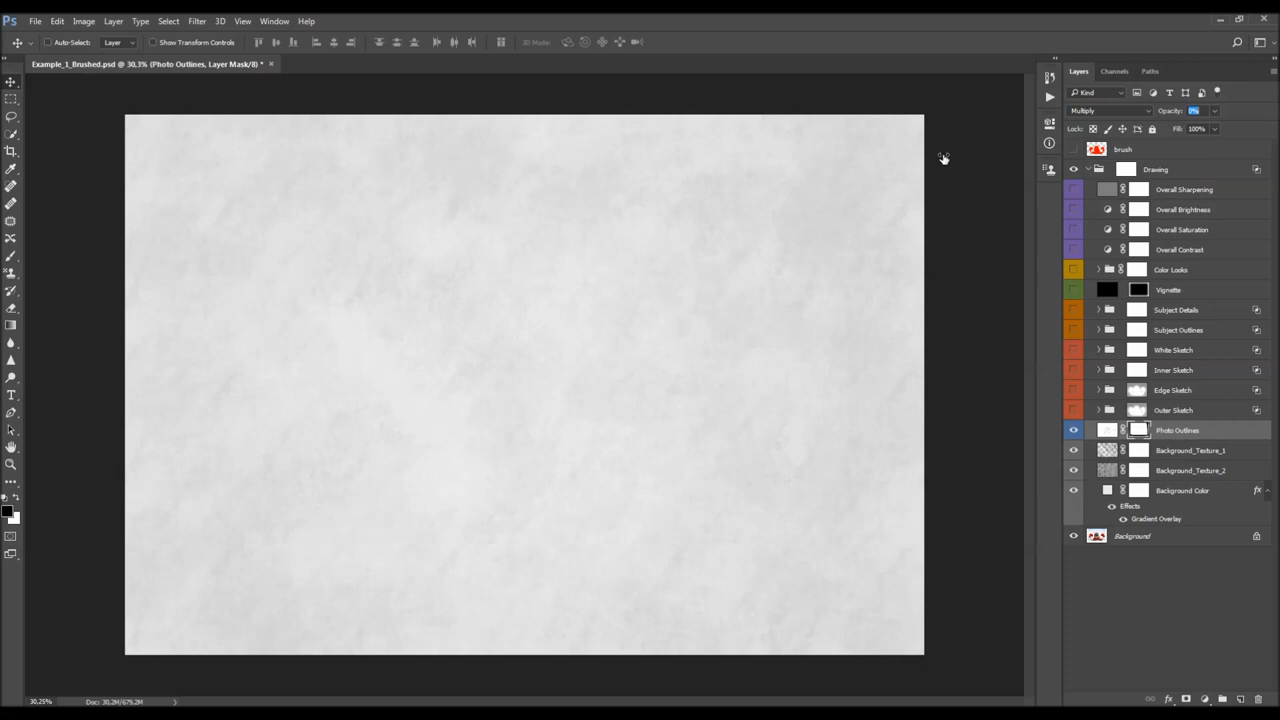 Ps File Edit Image Layer Type Select Filter 3D View Window Help
Auto-Select: Layer Show Transform Controls 3D Mode:
Example_1_Brushed.psd @ 30,3% (Photo Outlines, Layer Mask/8) * ×
Layers Channels Paths
Kind
Multiply Opacity: 0%
Lock: Fill: 100%
brush
Drawing
Overall Sharpening
Overall Brightness
Overall Saturation
Overall Contrast
Color Looks
Vignette
Subject Details
Subject Outlines
White Sketch
Inner Sketch
Edge Sketch
Outer Sketch
Photo Outlines
Background_Texture_1
Background_Texture_2
Background Color fx
Effects
Gradient Overlay
Background
30,25% Doc: 30,2M/679,2M